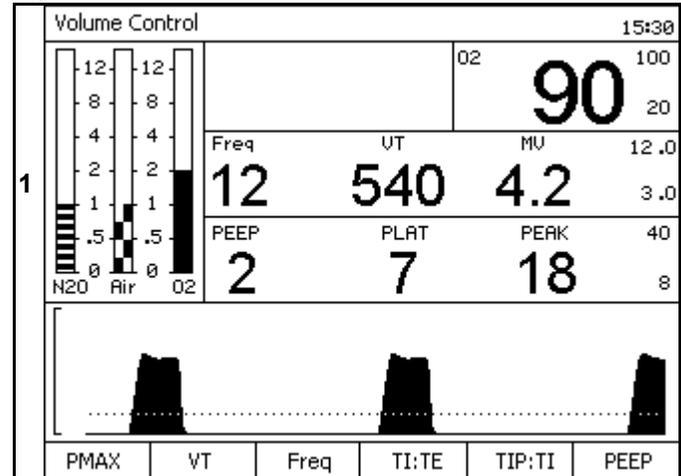 Volume Control 15:30
12 12
8 8
4 4
2 2
1 1
.5 .5
0 0
N2O Air O2
O2 90 100
20
Freq VT MV 12.0
12 540 4.2 3.0
PEEP PLAT PEAK 40
2 7 18 8
1
PMAX VT Freq TI:TE TIP:TI PEEP